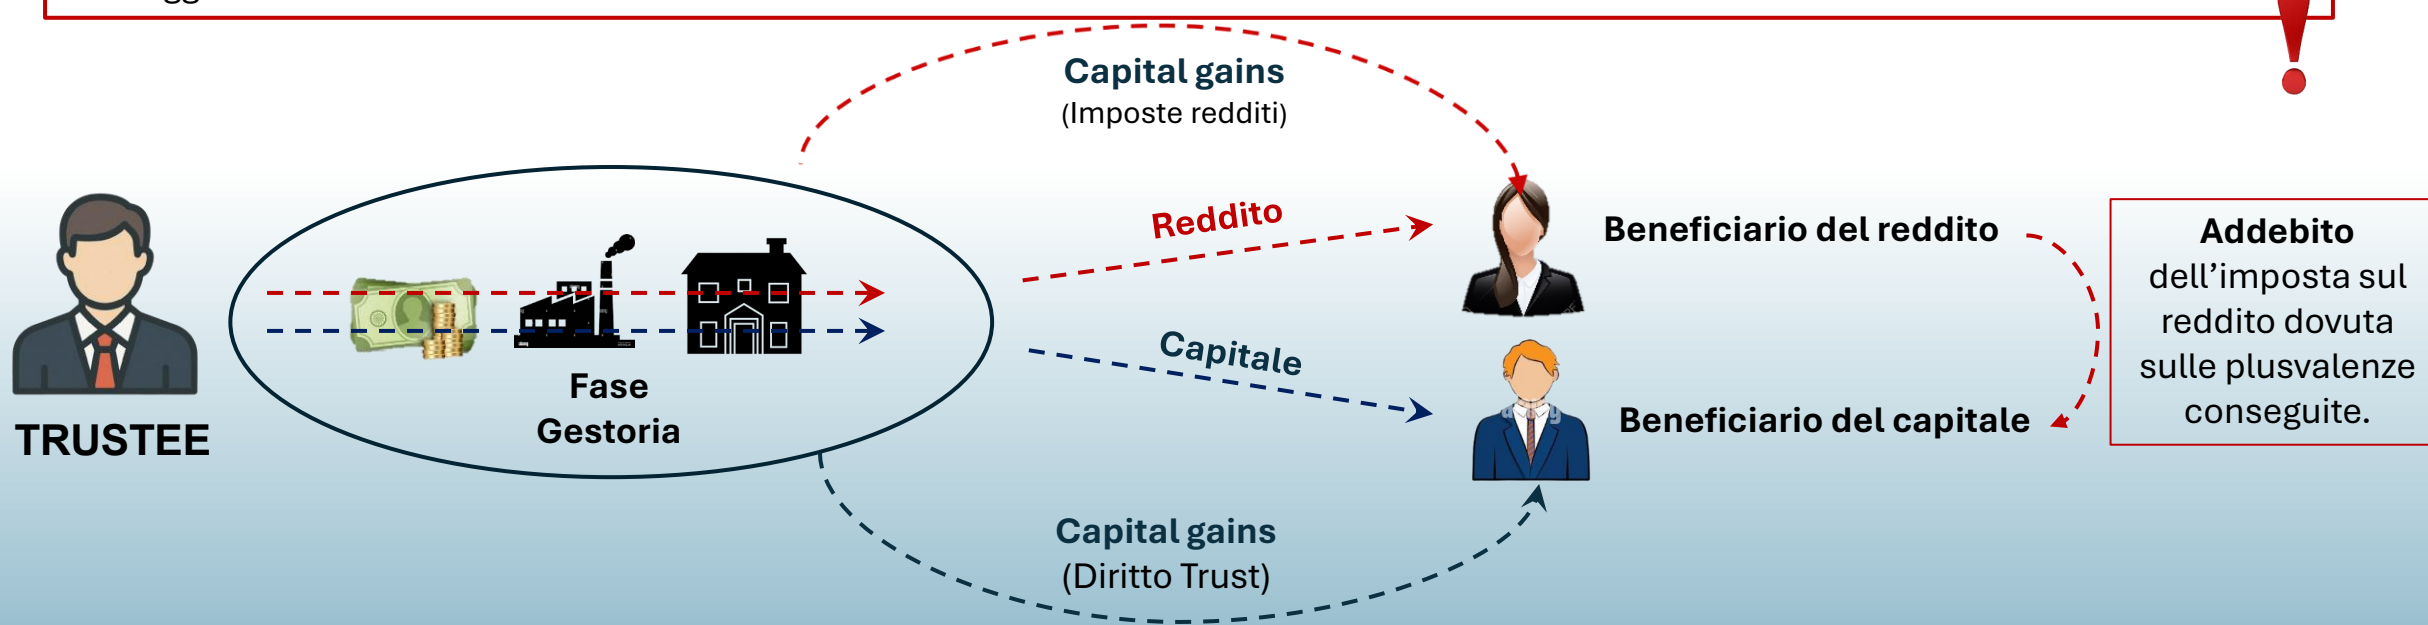 Capital gains
(Imposte redditi)
Reddito
Beneficiario del reddito
Addebito
dell’imposta sul
reddito dovuta
sulle plusvalenze
conseguite.
Capitale
Fase
Gestoria
TRUSTEE
Beneficiario del capitale
Capital gains
(Diritto Trust)